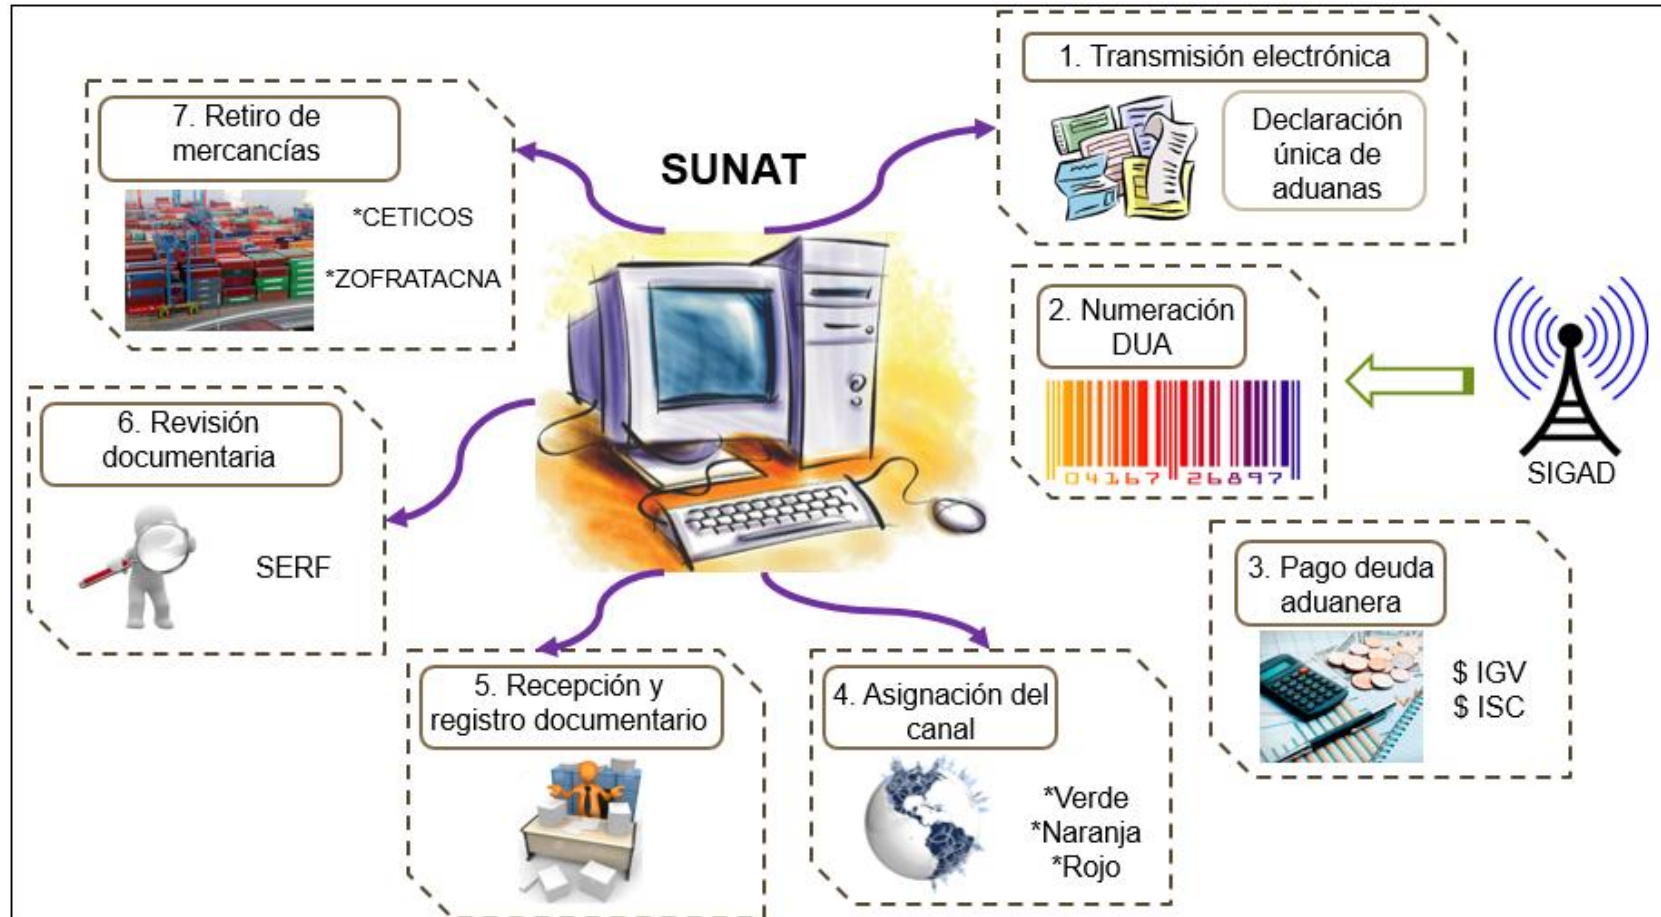 SUNAT
1. Transmisión electrónica
Declaración
única de
aduanas
2. Numeración
DUA
04167 26897
SIGAD
3. Pago deuda
aduanera
$ IGV
$ ISC
4. Asignación del
canal
*Verde
*Naranja
*Rojo
5. Recepción y
registro documentario
6. Revisión
documentaria
SERF
7. Retiro de
mercancías
*CETICOS
*ZOFRATACNA